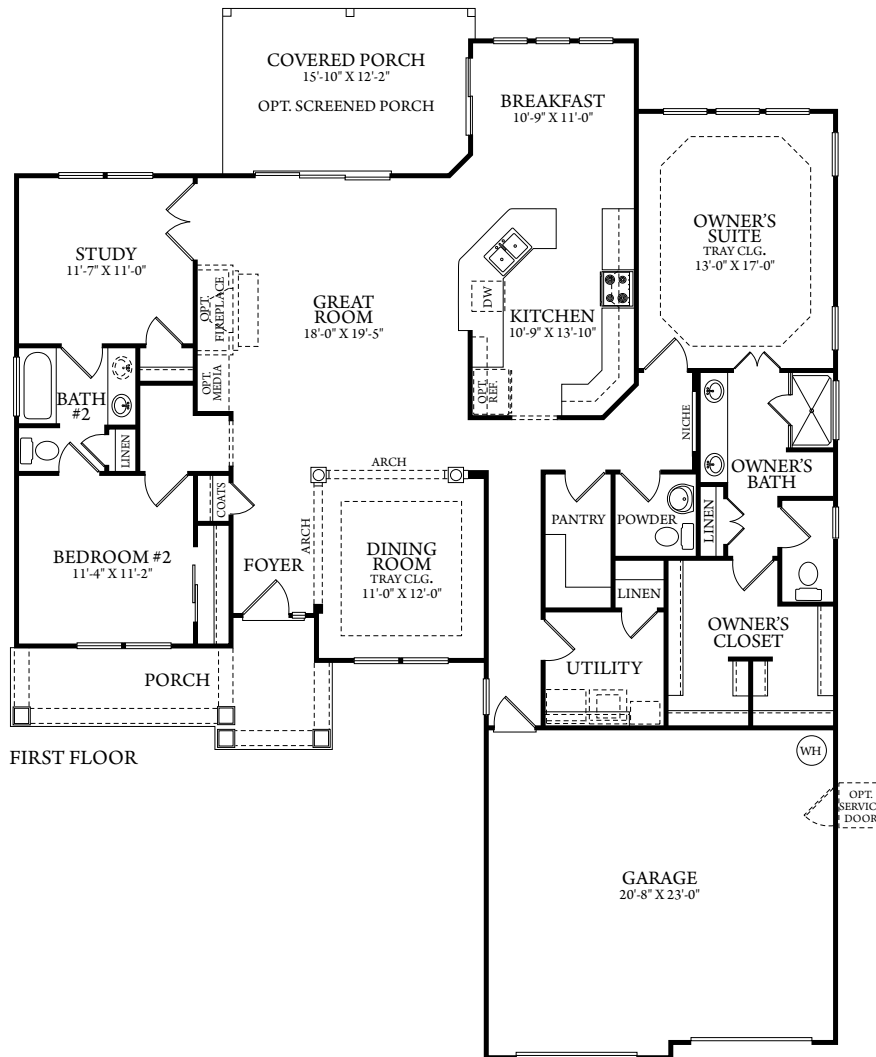 COVERED PORCH
15'-10" X 12'-2"
OPT. SCREENED PORCH
BREAKFAST
10'-9" X 11'-0"
OWNER'S
SUITE
TRAY CLG.
13'-0" X 17'-0"
STUDY
11'-7" X 11'-0"
OPT.
FIREPLACE
GREAT
ROOM
18'-0" X 19'-5"
DW
KITCHEN
10'-9" X 13'-10"
OPT.
MEDIA
OPT.
REF.
BATH
#2
LINEN
NICHE
OWNER'S
BATH
ARCH
COATS
ARCH
PANTRY
POWDER
LINEN
BEDROOM #2
11'-4" X 11'-2"
FOYER
DINING
ROOM
TRAY CLG.
11'-0" X 12'-0"
LINEN
OWNER'S
CLOSET
UTILITY
PORCH
FIRST FLOOR
WH
OPT.
SERVIC
DOOR
GARAGE
20'-8" X 23'-0"